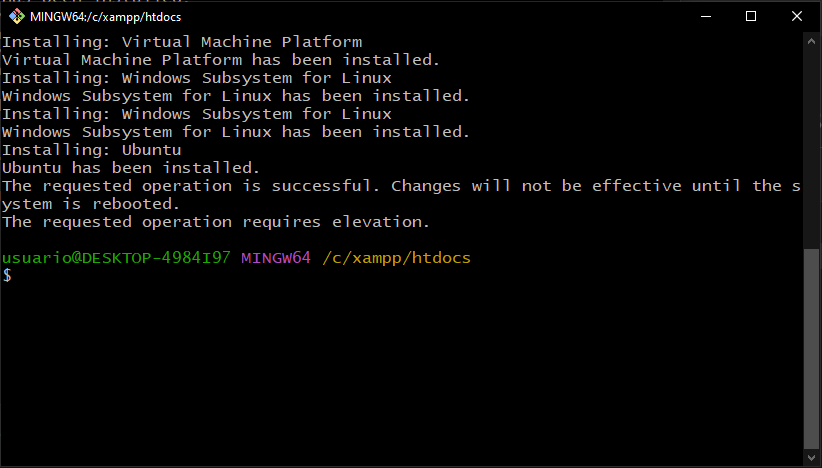 MINGW64:/c/xampp/htdocs
Installing: Virtual Machine Platform
Virtual Machine Platform has been installed.
Installing: Windows Subsystem for Linux
Windows Subsystem for Linux has been installed.
Installing: Windows Subsystem for Linux
Windows Subsystem for Linux has been installed.
Installing: Ubuntu
Ubuntu has been installed.
The requested operation is successful. Changes will not be effective until the s
ystem is rebooted.
The requested operation requires elevation.
usuario@DESKTOP-4984I97 MINGW64 /c/xampp/htdocs
$